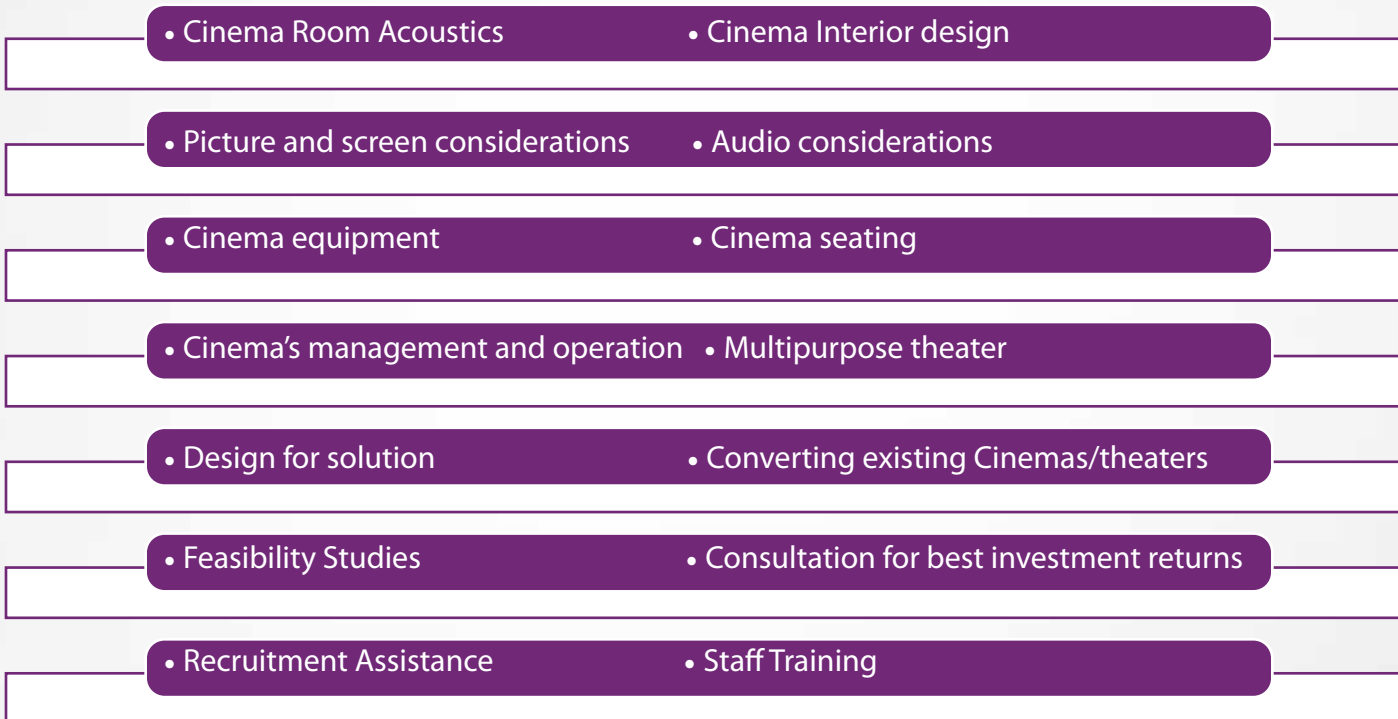 • Cinema Room Acoustics • Cinema Interior design
• Picture and screen considerations • Audio considerations
• Cinema equipment • Cinema seating
• Cinema’s management and operation • Multipurpose theater
• Design for solution • Converting existing Cinemas/theaters
• Feasibility Studies • Consultation for best investment returns
• Recruitment Assistance • Staff Training